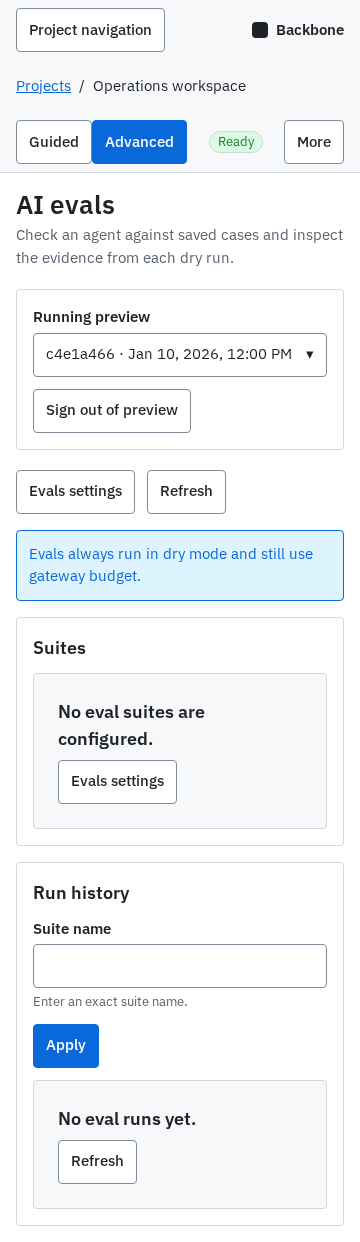 Project navigation
Backbone
Projects / Operations workspace
Guided
Advanced
Ready
More
AI evals
Check an agent against saved cases and inspect
the evidence from each dry run.
Running preview
c4e1a466 · Jan 10, 2026, 12:00 PM ▾
Sign out of preview
Evals settings
Refresh
Evals always run in dry mode and still use
gateway budget.
Suites
No eval suites are
configured.
Evals settings
Run history
Suite name
Enter an exact suite name.
Apply
No eval runs yet.
Refresh